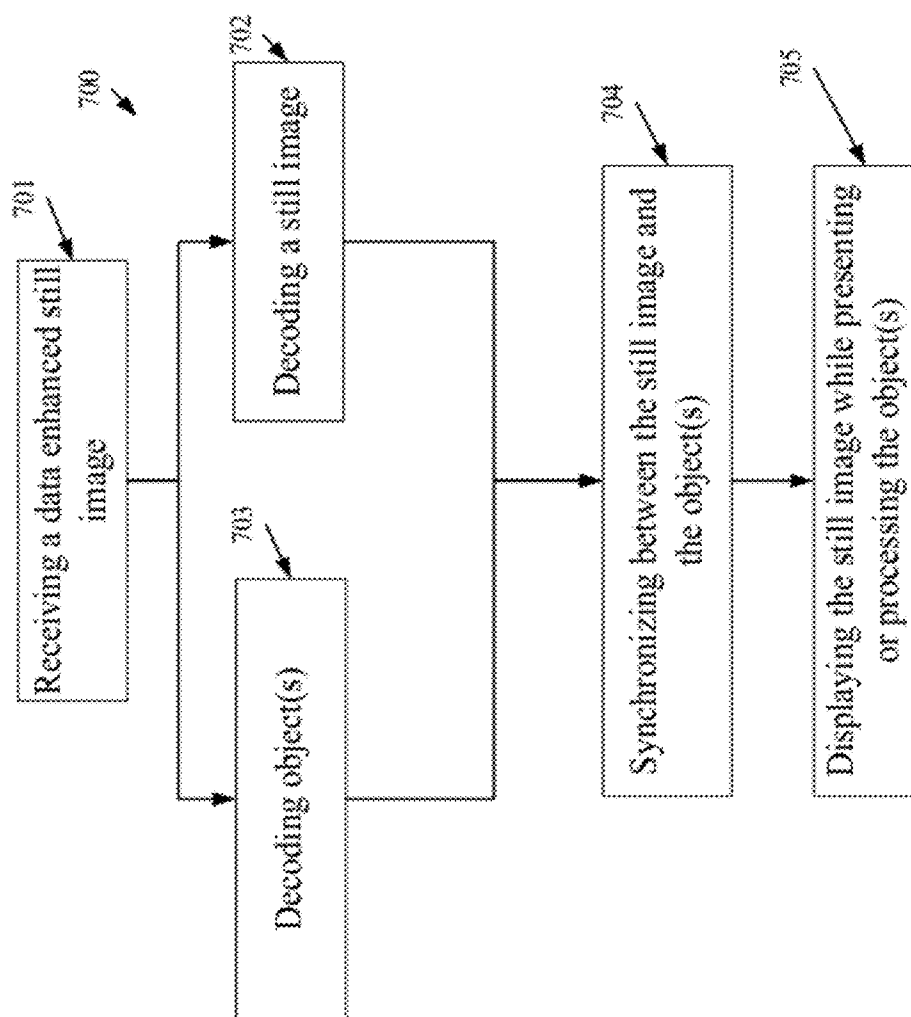 700
701
Receiving a data enhanced still
image
702
Decoding a still image
703
Decoding object(s)
704
Synchronizing between the still image and
the object(s)
705
Displaying the still image while presenting
or processing the object(s)